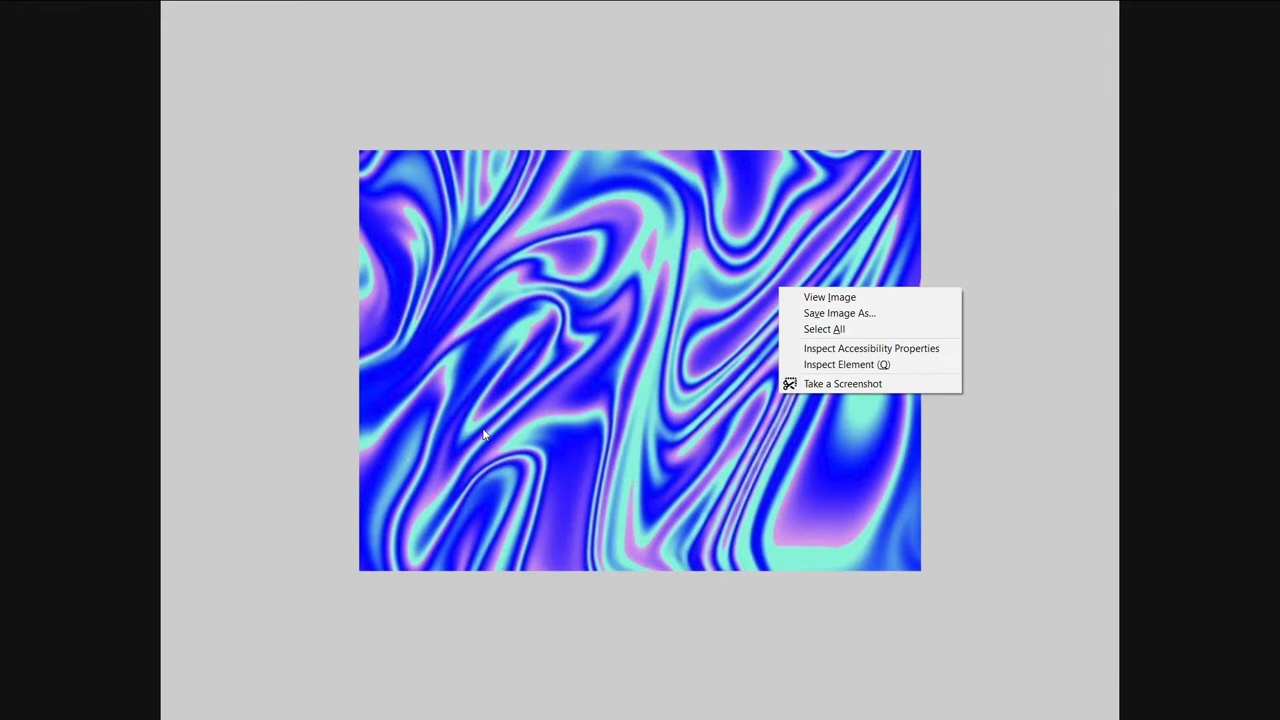 View Image
Save Image As...
Select All
Inspect Accessibility Properties
Inspect Element (Q)
Take a Screenshot